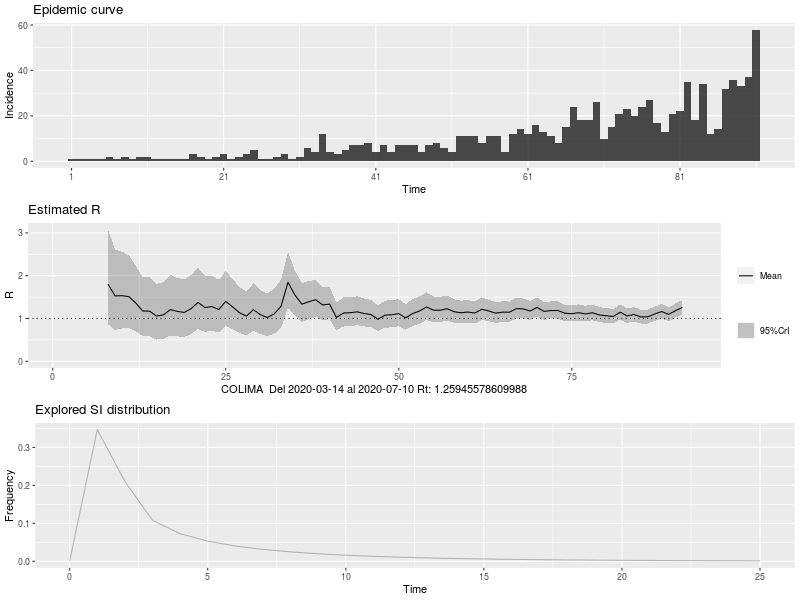 Epidemic curve
60
40
20
0
Incidence
1
21
41
61
81
Time
Estimated R
3
2
1
0
R
0
25
50
75
COLIMA Del 2020-03-14 al 2020-07-10 Rt: 1.25945578609988
Mean
95%CrI
Explored SI distribution
0.3
0.2
0.1
0.0
Frequency
0
5
10
15
20
25
Time